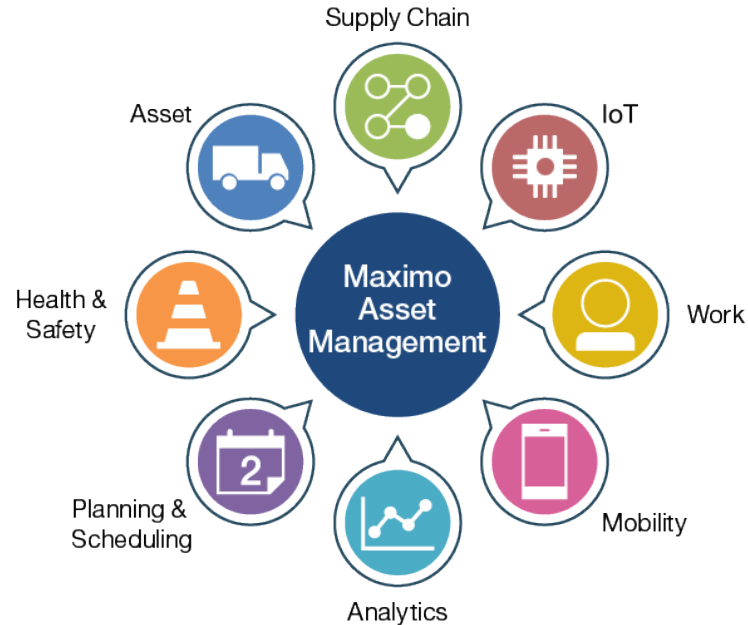 Supply Chain
Asset
IoT
Health &
Safety
Maximo
Asset
Management
Work
2
Planning &
Scheduling
Mobility
Analytics